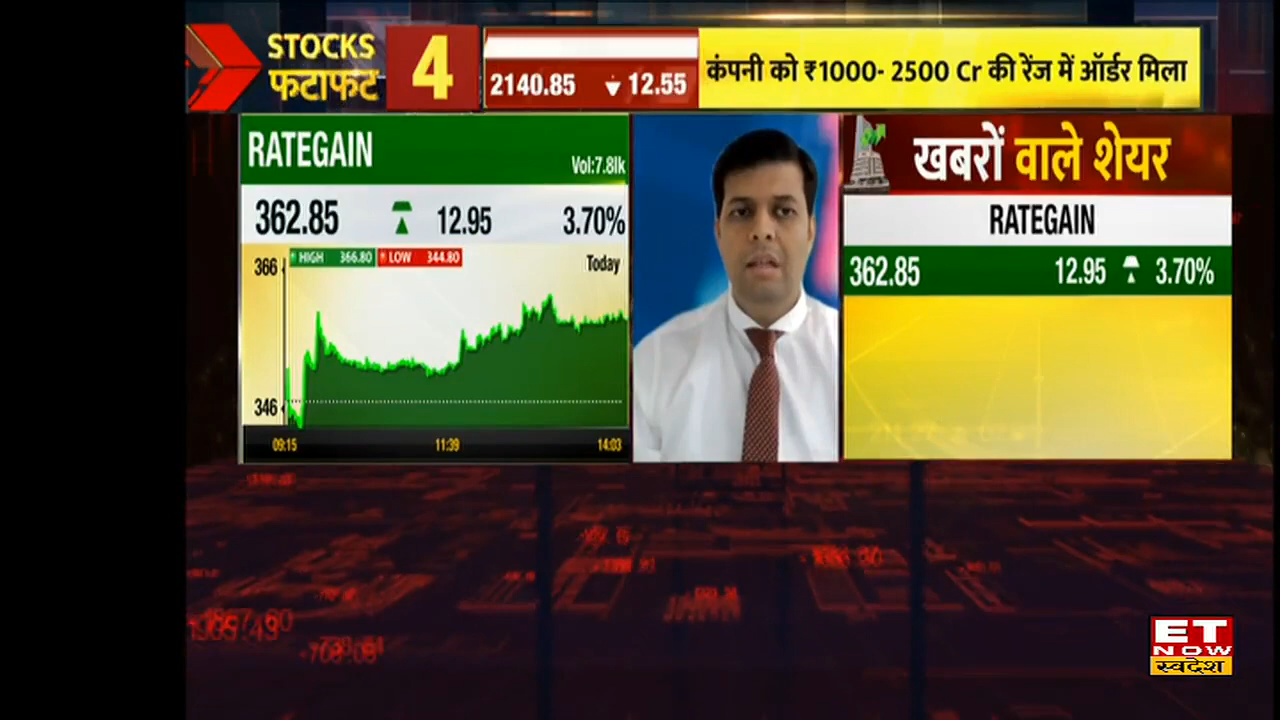 STOCKS
फटाफट
4
2140.85 ▼ 12.55
कंपनी को ₹1000- 2500 Cr की रेंज में ऑर्डर मिला
RATEGAIN
Vol:7.8lk
362.85 ▲ 12.95 3.70%
HIGH 366.80 LOW 344.80
Today
366
346
09:15 11:39 14:03
खबरों वाले शेयर
RATEGAIN
362.85 12.95 ▲ 3.70%
ET
NOW
स्वदेश